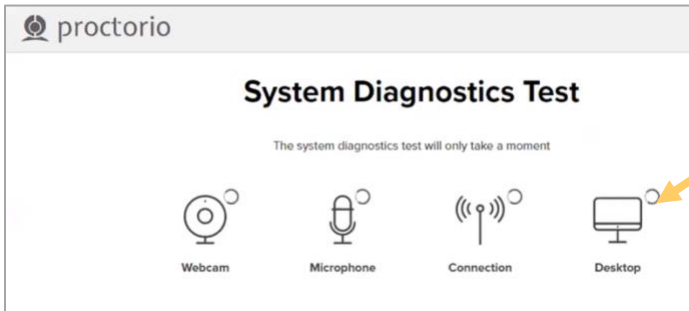 proctorio
System Diagnostics Test
The system diagnostics test will only take a moment
Webcam Microphone Connection Desktop